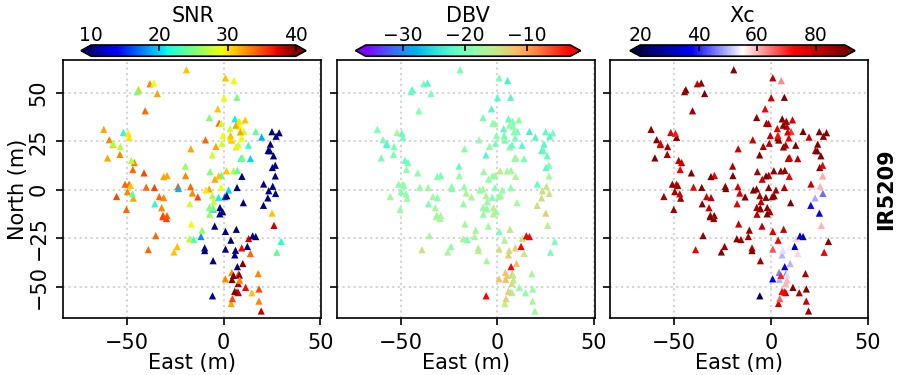 SNR DBV Xc
10 20 30 40 −30 −20 −10 20 40 60 80
50
25
0
−25
−50
North (m)
IR5209
−50 0 50 −50 0 50 −50 0 50
East (m) East (m) East (m)